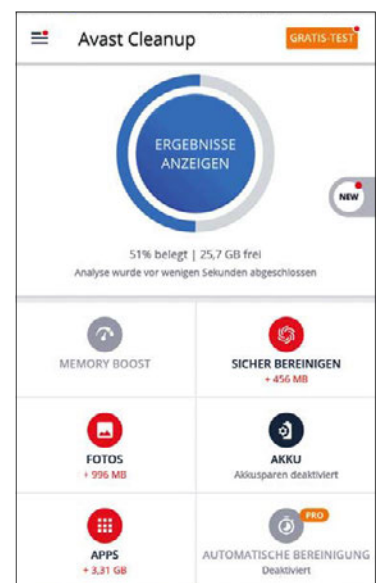 Avast Cleanup
GRATIS-TEST
ERGEBNISSE
ANZEIGEN
NEW
51% belegt | 25,7 GB frei
Analyse wurde vor wenigen Sekunden abgeschlossen
MEMORY BOOST
SICHER BEREINIGEN
+ 456 MB
FOTOS
+ 996 MB
AKKU
Akkusparen deaktiviert
APPS
+ 3,31 GB
PRO
AUTOMATISCHE BEREINIGUNG
Deaktiviert